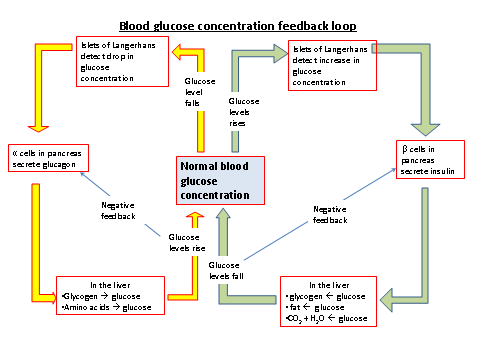 Blood glucose concentration feedback loop
Islets of Langerhans
detect drop in
glucose
concentration
Glucose
level
falls
Glucose
levels
rises
Islets of Langerhans
detect increase in
glucose
concentration
α cells in pancreas
secrete glucagon
Normal blood
glucose
concentration
β cells in
pancreas
secrete insulin
Negative
feedback
Negative
feedback
Glucose
levels rise
Glucose
levels fall
In the liver
•Glycogen → glucose
•Amino acids → glucose
In the liver
•glycogen ← glucose
•fat ← glucose
•CO₂ + H₂O ← glucose